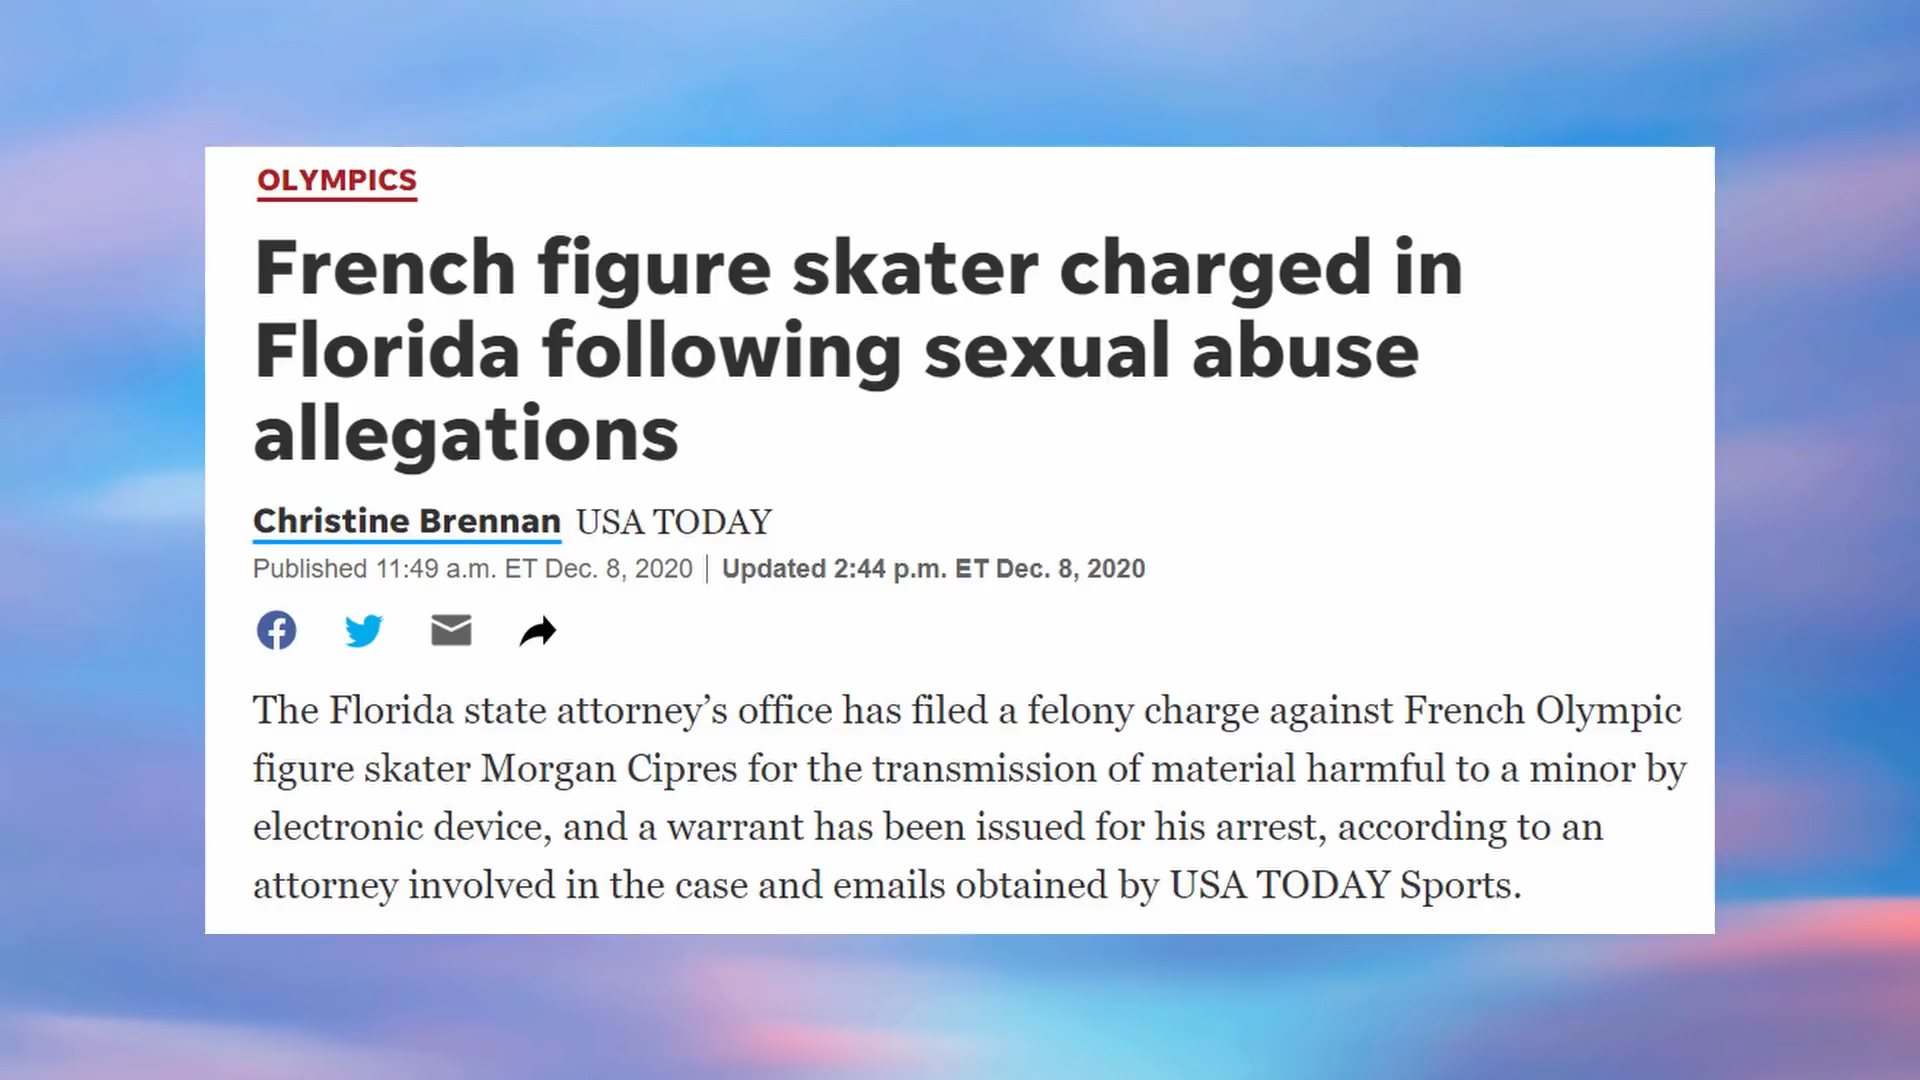 OLYMPICS
French figure skater charged in
Florida following sexual abuse
allegations
Christine Brennan USA TODAY
Published 11:49 a.m. ET Dec. 8, 2020 | Updated 2:44 p.m. ET Dec. 8, 2020
The Florida state attorney’s office has filed a felony charge against French Olympic
figure skater Morgan Cipres for the transmission of material harmful to a minor by
electronic device, and a warrant has been issued for his arrest, according to an
attorney involved in the case and emails obtained by USA TODAY Sports.